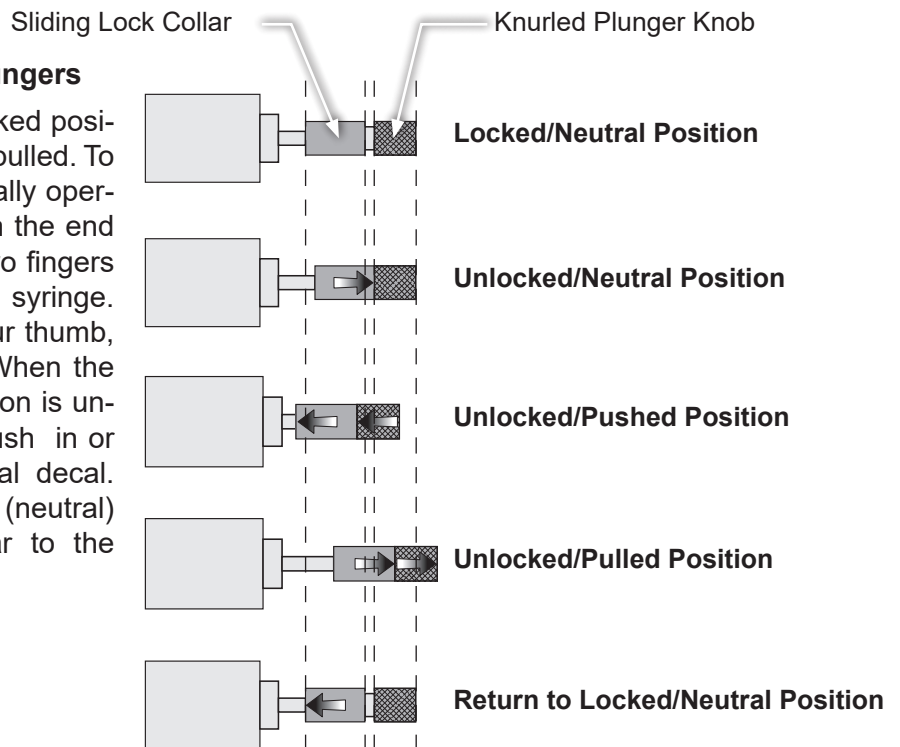 Sliding Lock Collar
Knurled Plunger Knob
ngers
ked posi-
pulled. To
ally oper-
the end
o fingers
syringe.
ur thumb,
When the
on is un-
sh in or
al decal.
(neutral)
r to the
Locked/Neutral Position
Unlocked/Neutral Position
Unlocked/Pushed Position
Unlocked/Pulled Position
Return to Locked/Neutral Position